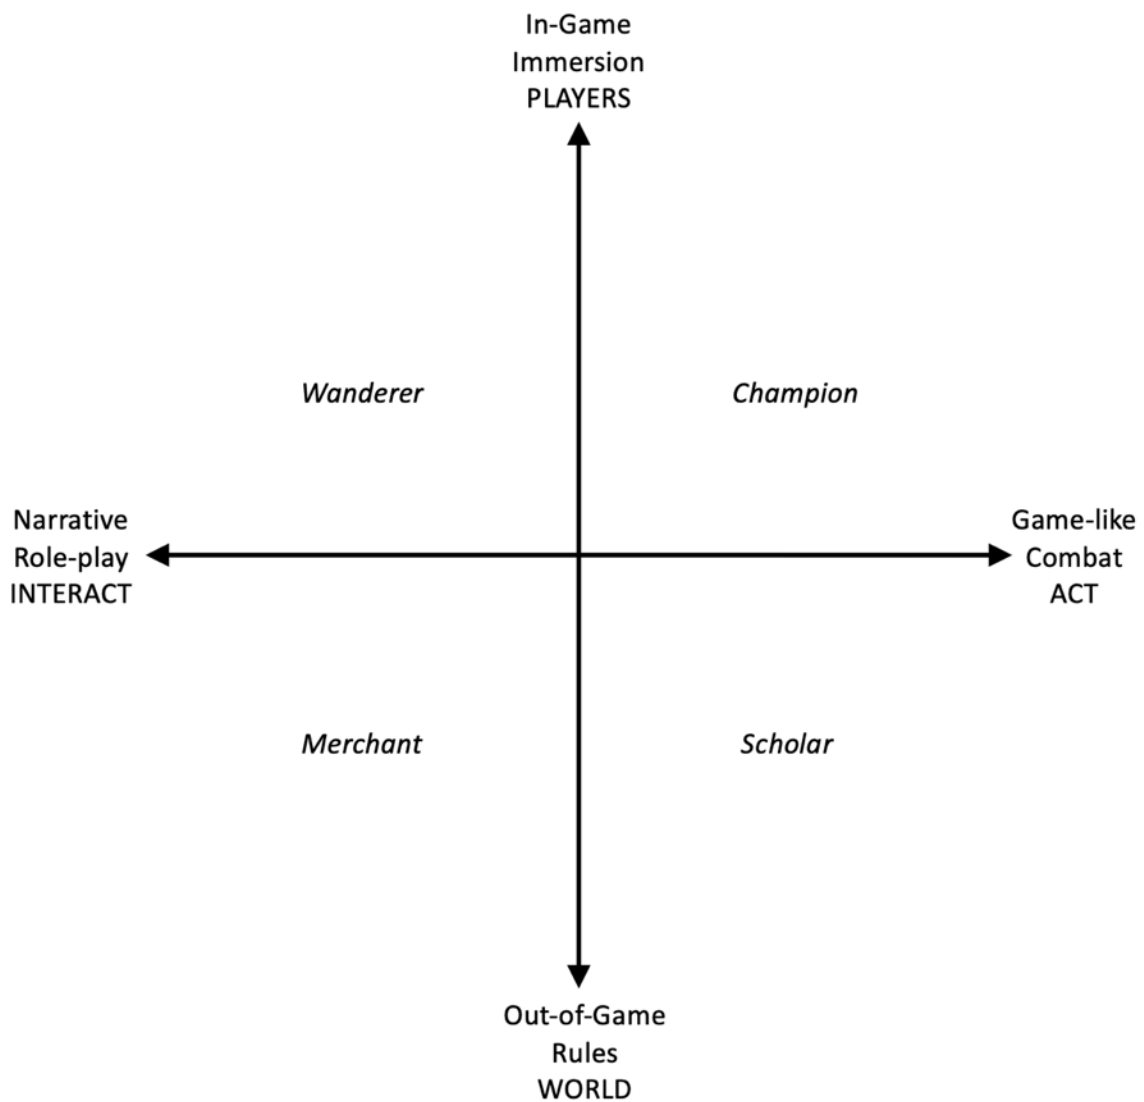 In-Game
Immersion
PLAYERS
Wanderer
Champion
Narrative
Role-play
INTERACT
Game-like
Combat
ACT
Merchant
Scholar
Out-of-Game
Rules
WORLD